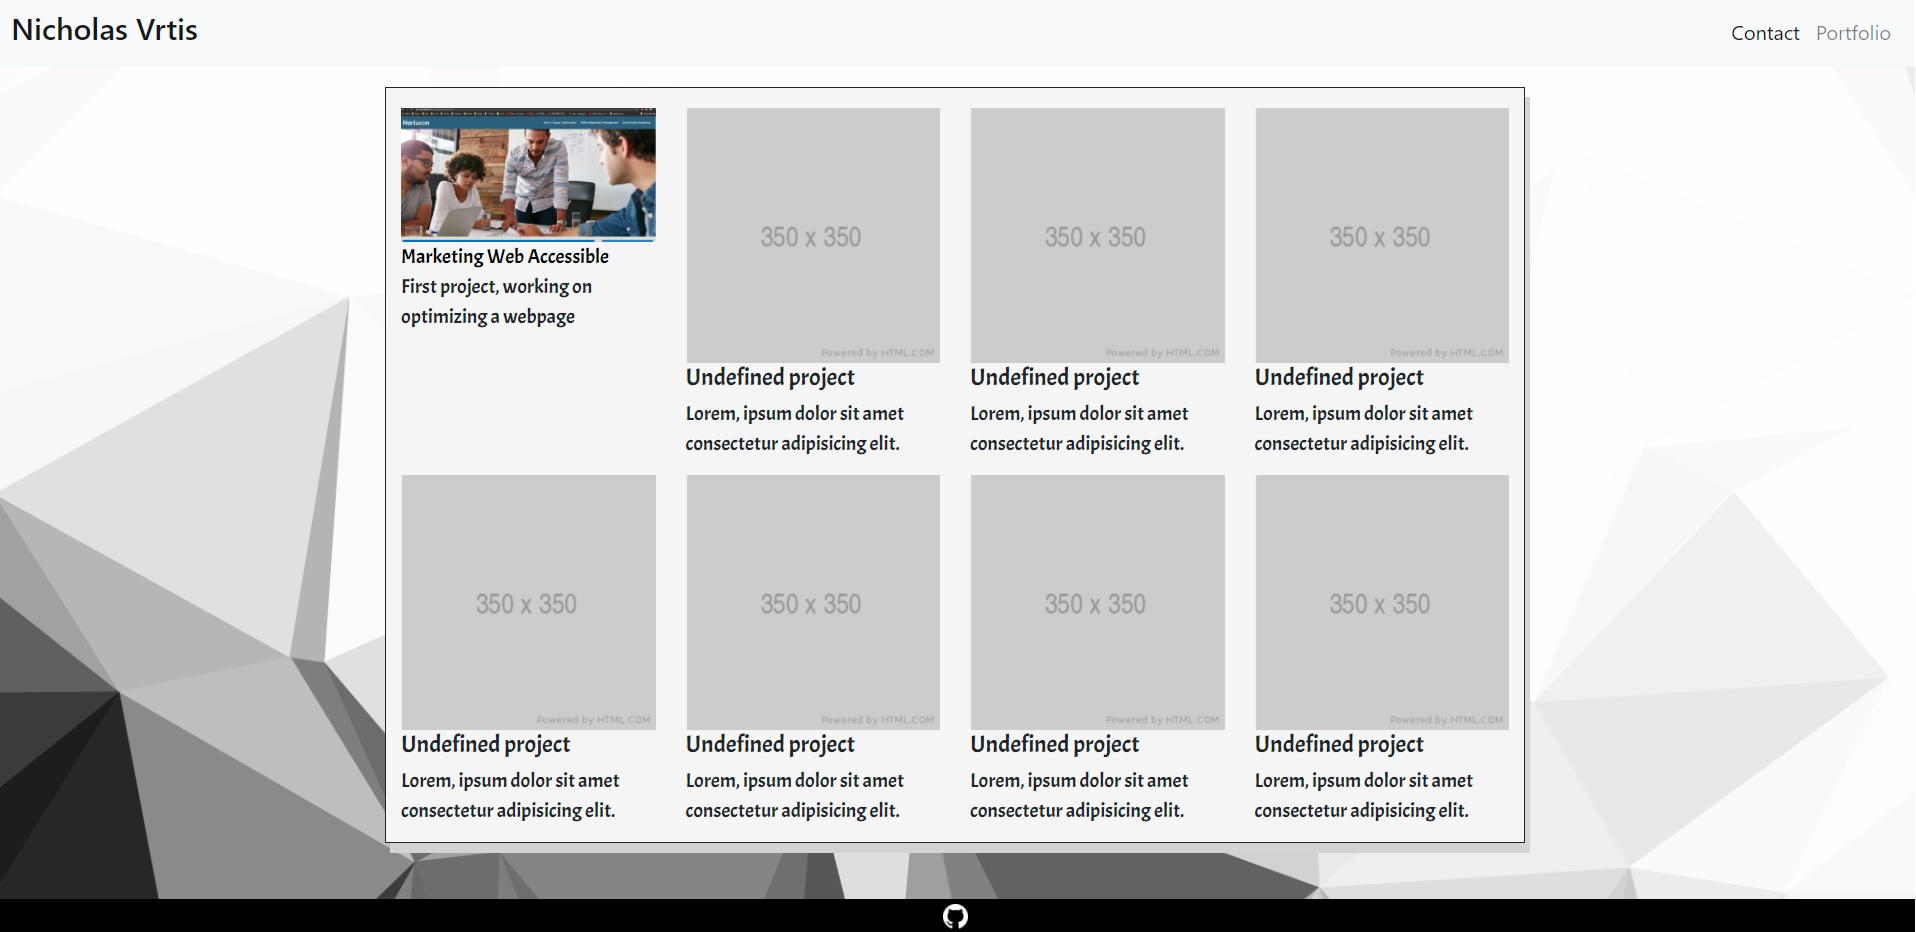 Nicholas Vrtis
Contact Portfolio
Horiseon
Marketing Web Accessible
First project, working on
optimizing a webpage
350 x 350
Powered by HTML.COM
Undefined project
Lorem, ipsum dolor sit amet
consectetur adipisicing elit.
350 x 350
Powered by HTML.COM
Undefined project
Lorem, ipsum dolor sit amet
consectetur adipisicing elit.
350 x 350
Powered by HTML.COM
Undefined project
Lorem, ipsum dolor sit amet
consectetur adipisicing elit.
350 x 350
Powered by HTML.COM
Undefined project
Lorem, ipsum dolor sit amet
consectetur adipisicing elit.
350 x 350
Powered by HTML.COM
Undefined project
Lorem, ipsum dolor sit amet
consectetur adipisicing elit.
350 x 350
Powered by HTML.COM
Undefined project
Lorem, ipsum dolor sit amet
consectetur adipisicing elit.
350 x 350
Powered by HTML.COM
Undefined project
Lorem, ipsum dolor sit amet
consectetur adipisicing elit.